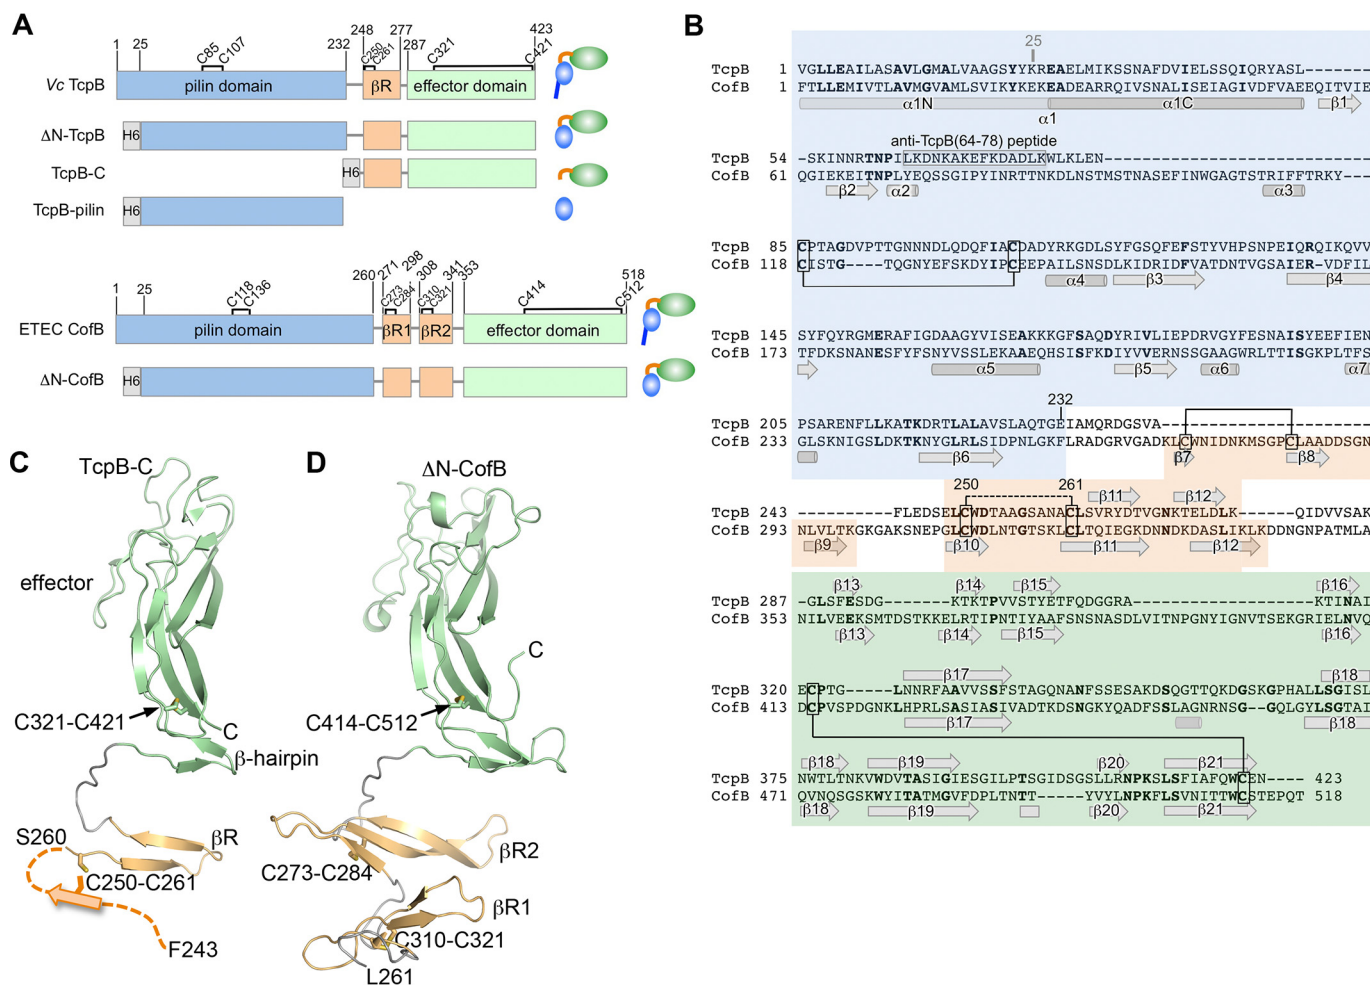 A
1 25 232 248 277 287 423
C85 C107 C250 C261 C321 C421
Vc TcpB pilin domain βR effector domain
ΔN-TcpB H6
TcpB-C H6
TcpB-pilin H6
1 25 260 271 298 308 341 353 518
C118 C136 C273 C284 C310 C321 C414 C512
ETEC CofB pilin domain βR1 βR2 effector domain
ΔN-CofB H6
B
25
TcpB 1 VGLLEAILASAVLGMALVAAGSYYKREAELMIKSSNAFDVIELSSQIQRYASL------
CofB 1 FTLLEMIVTLAVMGVAMLSVIKYKEKEADEARRQIVSNALISEIAGIVDFVAEEQITVIE
α1N α1 α1C β1
anti-TcpB(64-78) peptide
TcpB 54 -SKINNRTNPILKDNKAKEFKDADLKWLKLEN----------------------------
CofB 61 QGIEKEITNPLYEQSSGIPYINRTTNKDLNSTMSTNASEFINWGAGTSTRIFFTRKY---
β2 α2 α3
TcpB 85 CPTAGDVPTTGNNNDLQDQFIACDADYRKGDLSYFGSQFEFSTYVHPSNPEIQRQIKQVV
CofB 118 CISTG----TQGNYEFSKDYIPCEEPAILSNSDLKIDRIDFVATDNTVGSAIER-VDFIL
α4 β3 β4
TcpB 145 SYFQYRGMERAFIGDAAGYVISEAKKKGFSAQDYRIVLIEPDRVGYFESNAISYEEFIEN
CofB 173 TFDKSNANESFYFSNYVSSLEKAAEQHSISFKDIYVVERNSSGAAGWRLTTISGKPLTFS
α5 β5 α6 α7
232
TcpB 205 PSARENFLLKATKDRTLALAVSLAQTGEIAMQRDGSVA----------------------
CofB 233 GLSKNIGSLDKTKNYGLRLSIDPNLGKFLRADGRVGADKLCWNIDNKMSGPCLAADDSGN
β6 β7 β8
250 261
β11 β12
TcpB 243 --------FLEDSELCWDTAAGSANACLSVRYDTVGNKTELDLK---DDQIDVVSAK---
CofB 293 NLVLTKGKGAKSNEPGLCWDLNTGTSKLCLTQIEGKDNNDKDASLIKLKDDNGNPATMLA
β9 β10 β11 β12
β13 β14 β15 β16
TcpB 287 -GLSFESDG------KTKTPVVSTYETFQDGGRA----------------KTINAI
CofB 353 NILVEEKSMTDSTKKELRTIPNTIYAAFSNSNASDLVITNPGNYIGNVTSEKGRIELNVQ
β13 β14 β15 β16
β17 β18
TcpB 320 ECPTG-----LNNRFAAVVSSFSTAGQNANFSSESAKDSQGTTQKDGSKGPHALLSGISL
CofB 413 DCPVSPDGNKLHPRLSASIASIVADTKDSNGKYQADFSSLAGNRNSG--GQLGYLSGTAI
β17 β18
β18 β19 β20 β21
TcpB 375 NWTLTNKVWDVTASIGIESGILPTSGIDSGSLLRNPKSLSFIAFQWCEN---- 423
CofB 471 QVNQSGSKWYITATMGVFDPLTNTT----YVYLNPKFLSVNITTWCSTEPQT 518
β18 β19 β20 β21
C
TcpB-C
effector
C321-C421
C
β-hairpin
S260
βR
C250-C261
F243
D
ΔN-CofB
C
C414-C512
βR2
C273-C284
βR1
C310-C321
L261